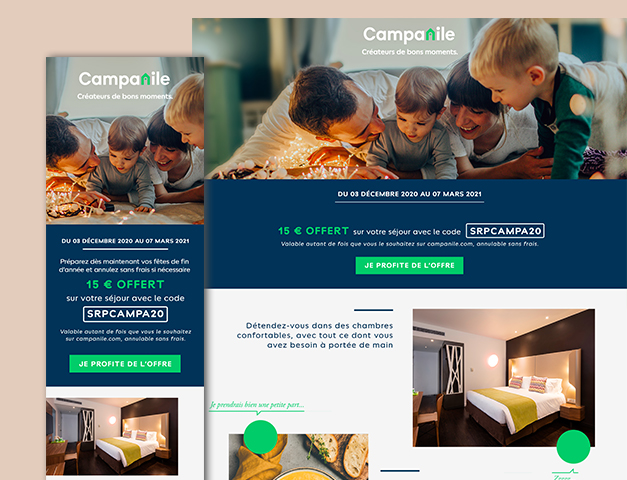 Campanile
Créateurs de bons moments.
DU 03 DÉCEMBRE 2020 AU 07 MARS 2021
Préparez dès maintenant vos fêtes de fin
d'année et annulez sans frais si nécessaire
15 € OFFERT
sur votre séjour avec le code
SRPCAMPA20
Valable autant de fois que vous le souhaitez
sur campanile.com, annulable sans frais.
JE PROFITE DE L'OFFRE
Campanile
Créateurs de bons moments.
DU 03 DÉCEMBRE 2020 AU 07 MARS 2021
15 € OFFERT sur votre séjour avec le code SRPCAMPA20
Valable autant de fois que vous le souhaitez sur campanile.com, annulable sans frais.
JE PROFITE DE L'OFFRE
Détendez-vous dans des chambres
confortables, avec tout ce dont vous
avez besoin à portée de main
Je prendrais bien une petite part...